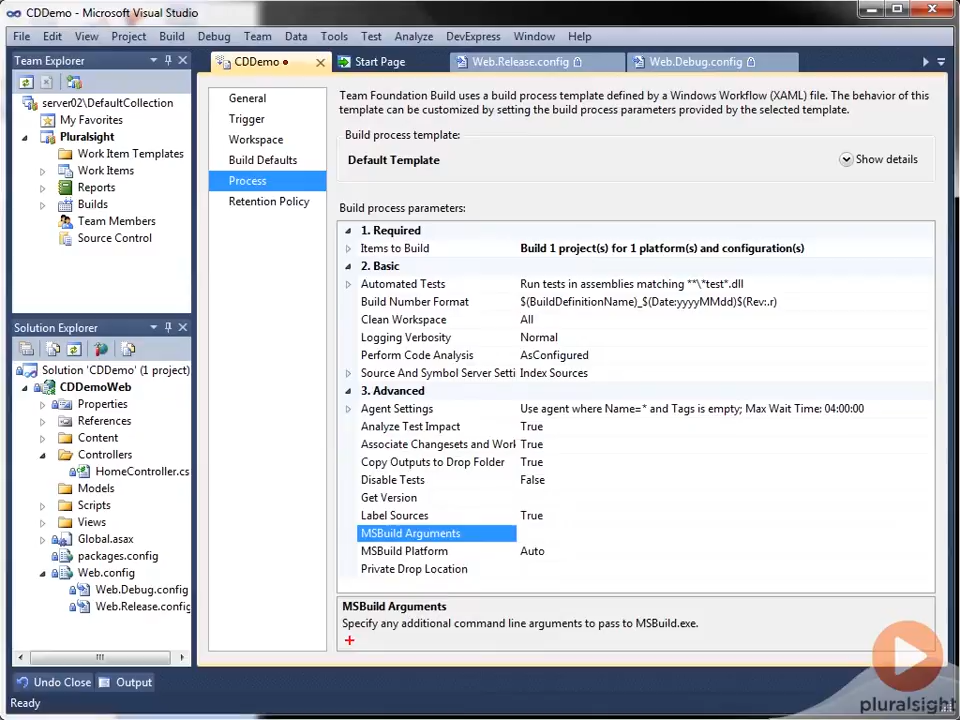 CDDemo - Microsoft Visual Studio
File Edit View Project Build Debug Team Data Tools Test Analyze DevExpress Window Help
Team Explorer
server02\DefaultCollection
My Favorites
Pluralsight
Work Item Templates
Work Items
Reports
Builds
Team Members
Source Control
Solution Explorer
Solution 'CDDemo' (1 project)
CDDemoWeb
Properties
References
Content
Controllers
HomeController.cs
Models
Scripts
Views
Global.asax
packages.config
Web.config
Web.Debug.config
Web.Release.config
Undo Close Output
Ready
CDDemo Start Page Web.Release.config Web.Debug.config
General
Trigger
Workspace
Build Defaults
Process
Retention Policy
Team Foundation Build uses a build process template defined by a Windows Workflow (XAML) file. The behavior of this
template can be customized by setting the build process parameters provided by the selected template.
Build process template:
Default Template Show details
Build process parameters:
1. Required
Items to Build Build 1 project(s) for 1 platform(s) and configuration(s)
2. Basic
Automated Tests Run tests in assemblies matching **\*test*.dll
Build Number Format $(BuildDefinitionName)_$(Date:yyyyMMdd)$(Rev:.r)
Clean Workspace All
Logging Verbosity Normal
Perform Code Analysis AsConfigured
Source And Symbol Server Setti Index Sources
3. Advanced
Agent Settings Use agent where Name=* and Tags is empty; Max Wait Time: 04:00:00
Analyze Test Impact True
Associate Changesets and Work True
Copy Outputs to Drop Folder True
Disable Tests False
Get Version
Label Sources True
MSBuild Arguments
MSBuild Platform Auto
Private Drop Location
MSBuild Arguments
Specify any additional command line arguments to pass to MSBuild.exe.
pluralsight